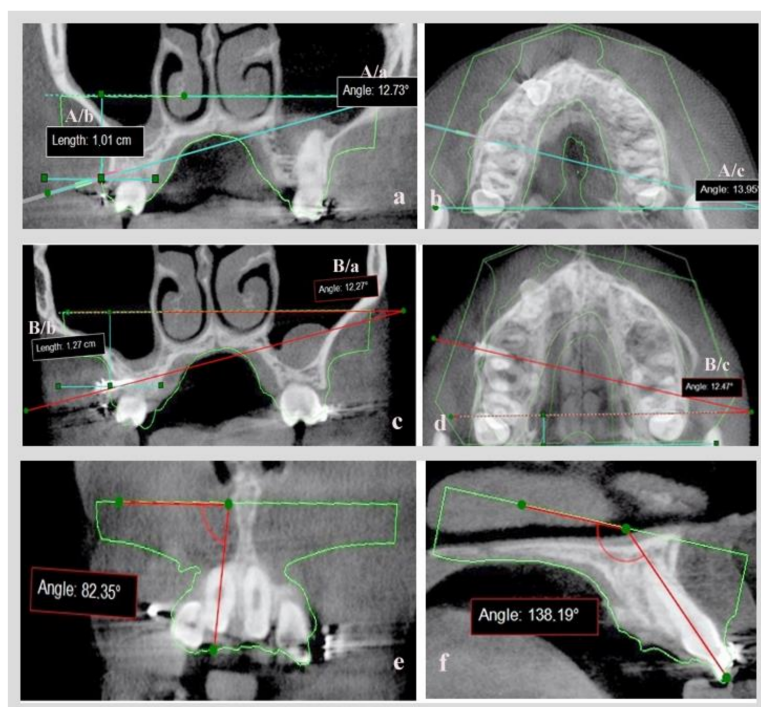 A/a
Angle: 12.73°
A/b
Length: 1.01 cm
a
A/c
Angle: 13.95°
b
B/a
Angle: 12.27°
B/b
Length: 1.27 cm
c
B/c
Angle: 12.47°
d
Angle: 82.35°
e
Angle: 138.19°
f